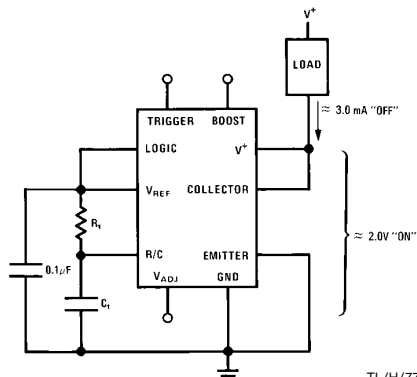 V+
LOAD
≈ 3.0 mA "OFF"
TRIGGER BOOST
LOGIC V+
VREF COLLECTOR
Rt
≈ 2.0V "ON"
R/C EMITTER
0.1μF VADJ GND
Ct